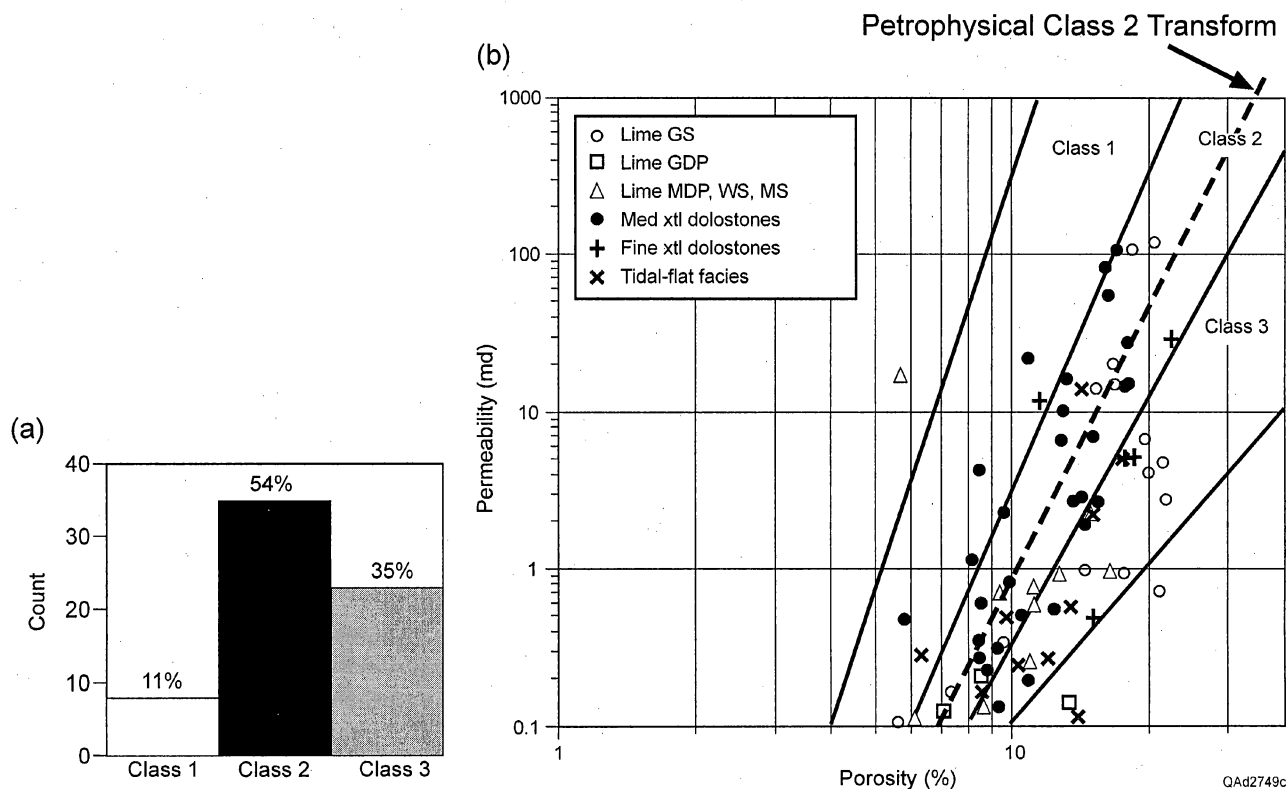 Petrophysical Class 2 Transform
(b)
1000
100
10
1
0.1
Permeability (md)
Lime GS
Lime GDP
Lime MDP, WS, MS
Med xtl dolostones
Fine xtl dolostones
Tidal-flat facies
Class 1
Class 2
Class 3
1
10
Porosity (%)
QAd2749c
(a)
40
30
20
10
0
Count
11%
54%
35%
Class 1
Class 2
Class 3